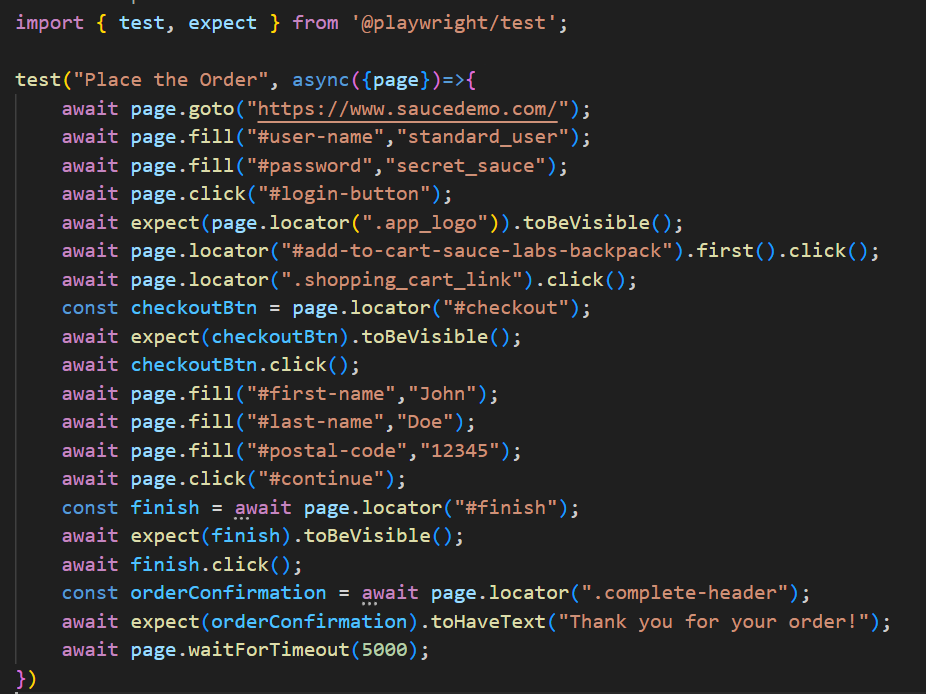 import { test, expect } from '@playwright/test';
test("Place the Order", async({page})=>{
    await page.goto("https://www.saucedemo.com/");
    await page.fill("#user-name","standard_user");
    await page.fill("#password","secret_sauce");
    await page.click("#login-button");
    await expect(page.locator(".app_logo")).toBeVisible();
    await page.locator("#add-to-cart-sauce-labs-backpack").first().click();
    await page.locator(".shopping_cart_link").click();
    const checkoutBtn = page.locator("#checkout");
    await expect(checkoutBtn).toBeVisible();
    await checkoutBtn.click();
    await page.fill("#first-name","John");
    await page.fill("#last-name","Doe");
    await page.fill("#postal-code","12345");
    await page.click("#continue");
    const finish = await page.locator("#finish");
    await expect(finish).toBeVisible();
    await finish.click();
    const orderConfirmation = await page.locator(".complete-header");
    await expect(orderConfirmation).toHaveText("Thank you for your order!");
    await page.waitForTimeout(5000);
})